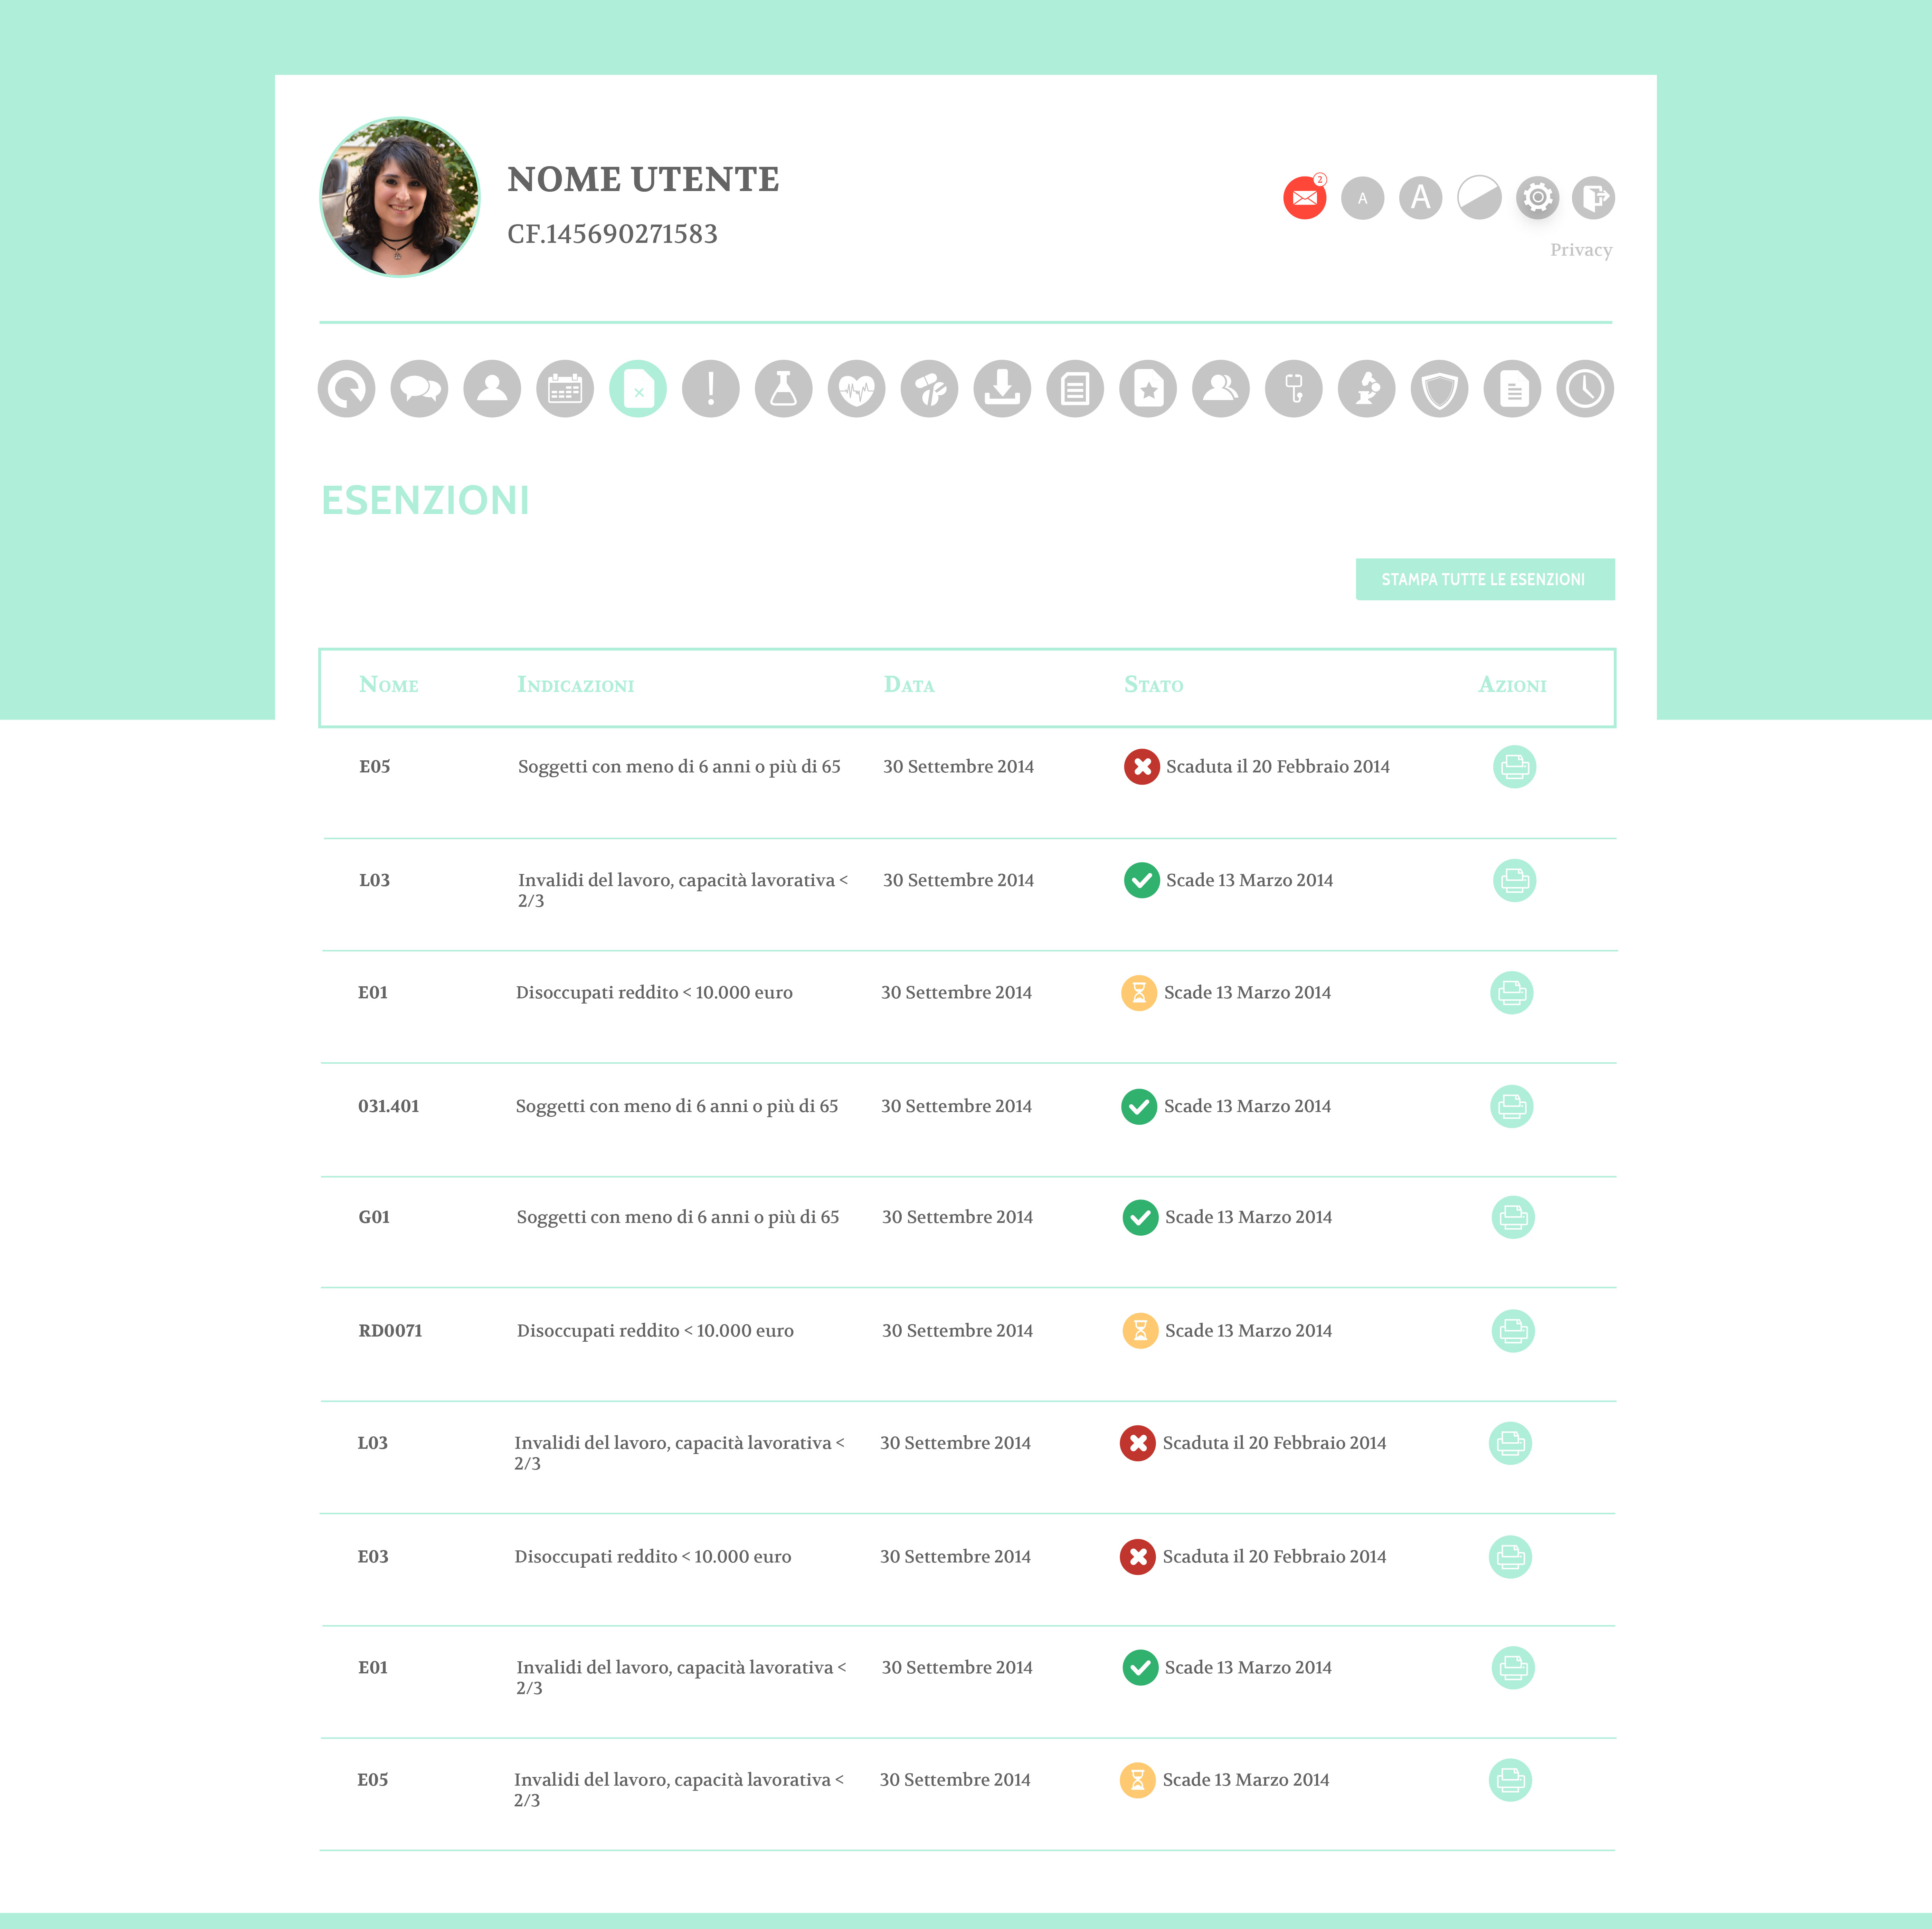 NOME UTENTE
CF.145690271583
2
A
A
Privacy
ESENZIONI
STAMPA TUTTE LE ESENZIONI
Nome Indicazioni Data Stato Azioni
E05 Soggetti con meno di 6 anni o più di 65 30 Settembre 2014 Scaduta il 20 Febbraio 2014
L03 Invalidi del lavoro, capacità lavorativa < 30 Settembre 2014 Scade 13 Marzo 2014
2/3
E01 Disoccupati reddito < 10.000 euro 30 Settembre 2014 Scade 13 Marzo 2014
031.401 Soggetti con meno di 6 anni o più di 65 30 Settembre 2014 Scade 13 Marzo 2014
G01 Soggetti con meno di 6 anni o più di 65 30 Settembre 2014 Scade 13 Marzo 2014
RD0071 Disoccupati reddito < 10.000 euro 30 Settembre 2014 Scade 13 Marzo 2014
L03 Invalidi del lavoro, capacità lavorativa < 30 Settembre 2014 Scaduta il 20 Febbraio 2014
2/3
E03 Disoccupati reddito < 10.000 euro 30 Settembre 2014 Scaduta il 20 Febbraio 2014
E01 Invalidi del lavoro, capacità lavorativa < 30 Settembre 2014 Scade 13 Marzo 2014
2/3
E05 Invalidi del lavoro, capacità lavorativa < 30 Settembre 2014 Scade 13 Marzo 2014
2/3